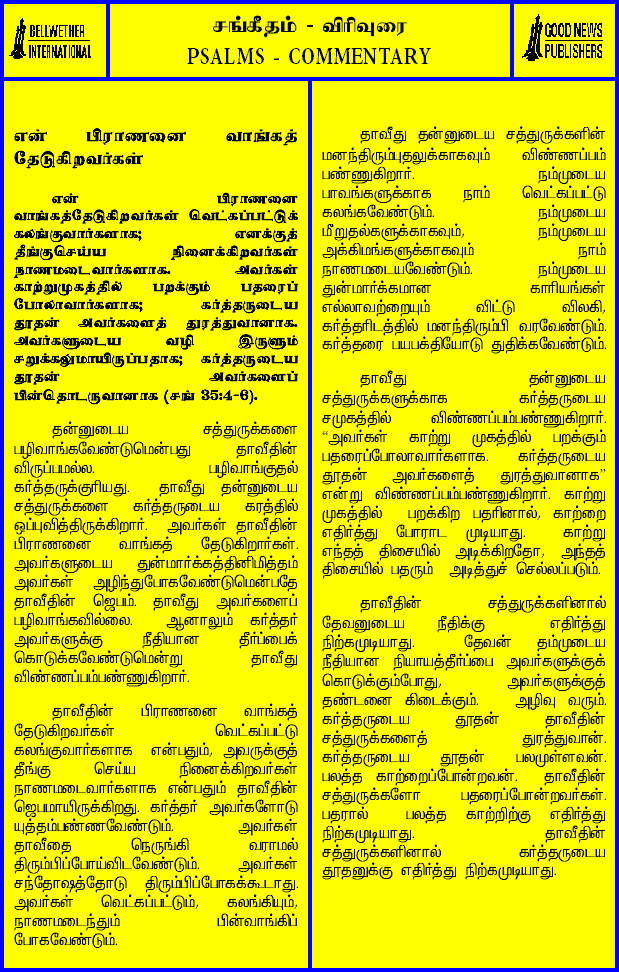 BELLWETHER
INTERNATIONAL
சங்கீதம் - விரிவுரை
PSALMS - COMMENTARY
GOOD NEWS
PUBLISHERS
என் பிராணனை வாங்கத்
தேடுகிறவர்கள்
என் பிராணனை
வாங்கத்தேடுகிறவர்கள் வெட்கப்பட்டுக்
கலங்குவார்களாக; எனக்குத்
தீங்குசெய்ய நினைக்கிறவர்கள்
நாணமடைவார்களாக. அவர்கள்
காற்றுமுகத்தில் பறக்கும் பதரைப்
போலாவார்களாக; கர்த்தருடைய
தூதன் அவர்களைத் துரத்துவானாக.
அவர்களுடைய வழி இருளும்
சறுக்கலுமாயிருப்பதாக; கர்த்தருடைய
தூதன் அவர்களைப்
பின்தொடருவானாக (சங் 35:4-6).
தன்னுடைய சத்துருக்களை
பழிவாங்கவேண்டுமென்பது தாவீதின்
விருப்பமல்ல. பழிவாங்குதல்
கர்த்தருக்குரியது. தாவீது தன்னுடைய
சத்துருக்களை கர்த்தருடைய கரத்தில்
ஒப்புவித்திருக்கிறார். அவர்கள் தாவீதின்
பிராணனை வாங்கத் தேடுகிறார்கள்.
அவர்களுடைய துன்மார்க்கத்தினிமித்தம்
அவர்கள் அழிந்துபோகவேண்டுமென்பதே
தாவீதின் ஜெபம். தாவீது அவர்களைப்
பழிவாங்கவில்லை. ஆனாலும் கர்த்தர்
அவர்களுக்கு நீதியான தீர்ப்பைக்
கொடுக்கவேண்டுமென்று தாவீது
விண்ணப்பம்பண்ணுகிறார்.
தாவீதின் பிராணனை வாங்கத்
தேடுகிறவர்கள் வெட்கப்பட்டு
கலங்குவார்களாக என்பதும், அவருக்குத்
தீங்கு செய்ய நினைக்கிறவர்கள்
நாணமடைவார்களாக என்பதும் தாவீதின்
ஜெபமாயிருக்கிறது. கர்த்தர் அவர்களோடு
யுத்தம்பண்ணவேண்டும். அவர்கள்
தாவீதை நெருங்கி வராமல்
திரும்பிப்போய்விடவேண்டும். அவர்கள்
சந்தோஷத்தோடு திரும்பிப்போகக்கூடாது.
அவர்கள் வெட்கப்பட்டும், கலங்கியும்,
நாணமடைந்தும் பின்வாங்கிப்
போகவேண்டும்.
தாவீது தன்னுடைய சத்துருக்களின்
மனந்திரும்புதலுக்காகவும் விண்ணப்பம்
பண்ணுகிறார். நம்முடைய
பாவங்களுக்காக நாம் வெட்கப்பட்டு
கலங்கவேண்டும். நம்முடைய
மீறுதல்களுக்காகவும், நம்முடைய
அக்கிமங்களுக்காகவும் நாம்
நாணமடையவேண்டும். நம்முடைய
துன்மார்க்கமான காரியங்கள்
எல்லாவற்றையும் விட்டு விலகி,
கர்த்தரிடத்தில் மனந்திரும்பி வரவேண்டும்.
கர்த்தரை பயபக்தியோடு துதிக்கவேண்டும்.
தாவீது தன்னுடைய
சத்துருக்களுக்காக கர்த்தருடைய
சமுகத்தில் விண்ணப்பம்பண்ணுகிறார்.
“அவர்கள் காற்று முகத்தில் பறக்கும்
பதரைப்போலாவார்களாக. கர்த்தருடைய
தூதன் அவர்களைத் துரத்துவானாக”
என்று விண்ணப்பம்பண்ணுகிறார். காற்று
முகத்தில் பறக்கிற பதரினால், காற்றை
எதிர்த்து போராட முடியாது. காற்று
எந்தத் திசையில் அடிக்கிறதோ, அந்தத்
திசையில் பதரும் அடித்துச் செல்லப்படும்.
தாவீதின் சத்துருக்களினால்
தேவனுடைய நீதிக்கு எதிர்த்து
நிற்கமுடியாது. தேவன் தம்முடைய
நீதியான நியாயத்தீர்ப்பை அவர்களுக்குக்
கொடுக்கும்போது, அவர்களுக்குத்
தண்டனை கிடைக்கும். அழிவு வரும்.
கர்த்தருடைய தூதன் தாவீதின்
சத்துருக்களைத் துரத்துவான்.
கர்த்தருடைய தூதன் பலமுள்ளவன்.
பலத்த காற்றைப்போன்றவன். தாவீதின்
சத்துருக்களோ பதரைப்போன்றவர்கள்.
பதரால் பலத்த காற்றிற்கு எதிர்த்து
நிற்கமுடியாது. தாவீதின்
சத்துருக்களினால் கர்த்தருடைய
தூதனுக்கு எதிர்த்து நிற்கமுடியாது.